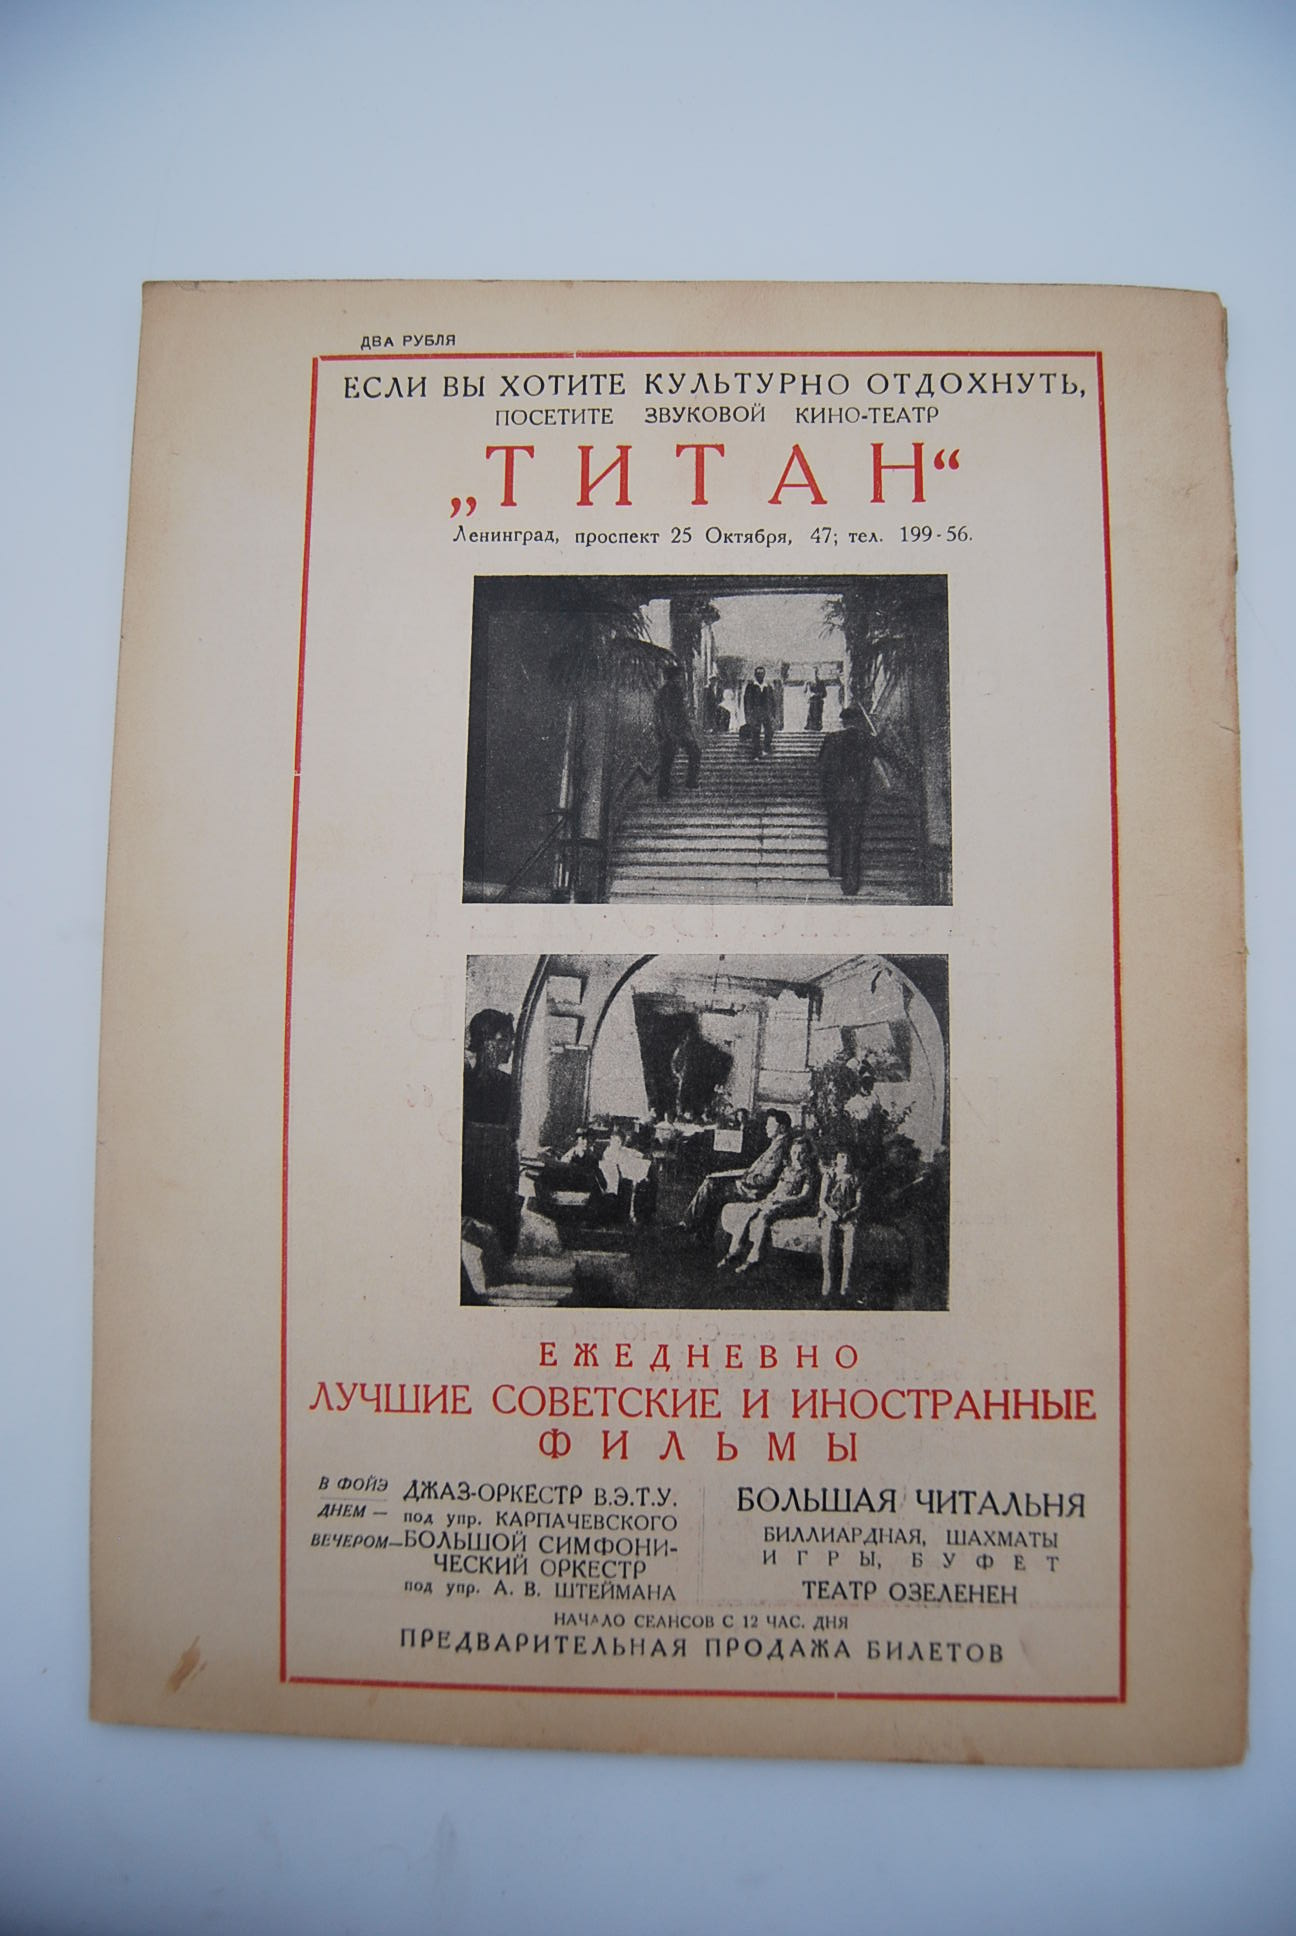 ДВА РУБЛЯ
ЕСЛИ ВЫ ХОТИТЕ КУЛЬТУРНО ОТДОХНУТЬ,
ПОСЕТИТЕ ЗВУКОВОЙ КИНО-ТЕАТР
„ТИТАН“
Ленинград, проспект 25 Октября, 47; тел. 199-56.
ЕЖЕДНЕВНО
ЛУЧШИЕ СОВЕТСКИЕ И ИНОСТРАННЫЕ
ФИЛЬМЫ
В ФОЙЭ
ДНЕМ — ДЖАЗ-ОРКЕСТР В.Э.Т.У.
под упр. КАРПАЧЕВСКОГО
ВЕЧЕРОМ—БОЛЬШОЙ СИМФОНИ-
ЧЕСКИЙ ОРКЕСТР
под упр. А. В. ШТЕЙМАНА
БОЛЬШАЯ ЧИТАЛЬНЯ
БИЛЛИАРДНАЯ, ШАХМАТЫ
ИГРЫ, БУФЕТ
ТЕАТР ОЗЕЛЕНЕН
НАЧАЛО СЕАНСОВ С 12 ЧАС. ДНЯ
ПРЕДВАРИТЕЛЬНАЯ ПРОДАЖА БИЛЕТОВ